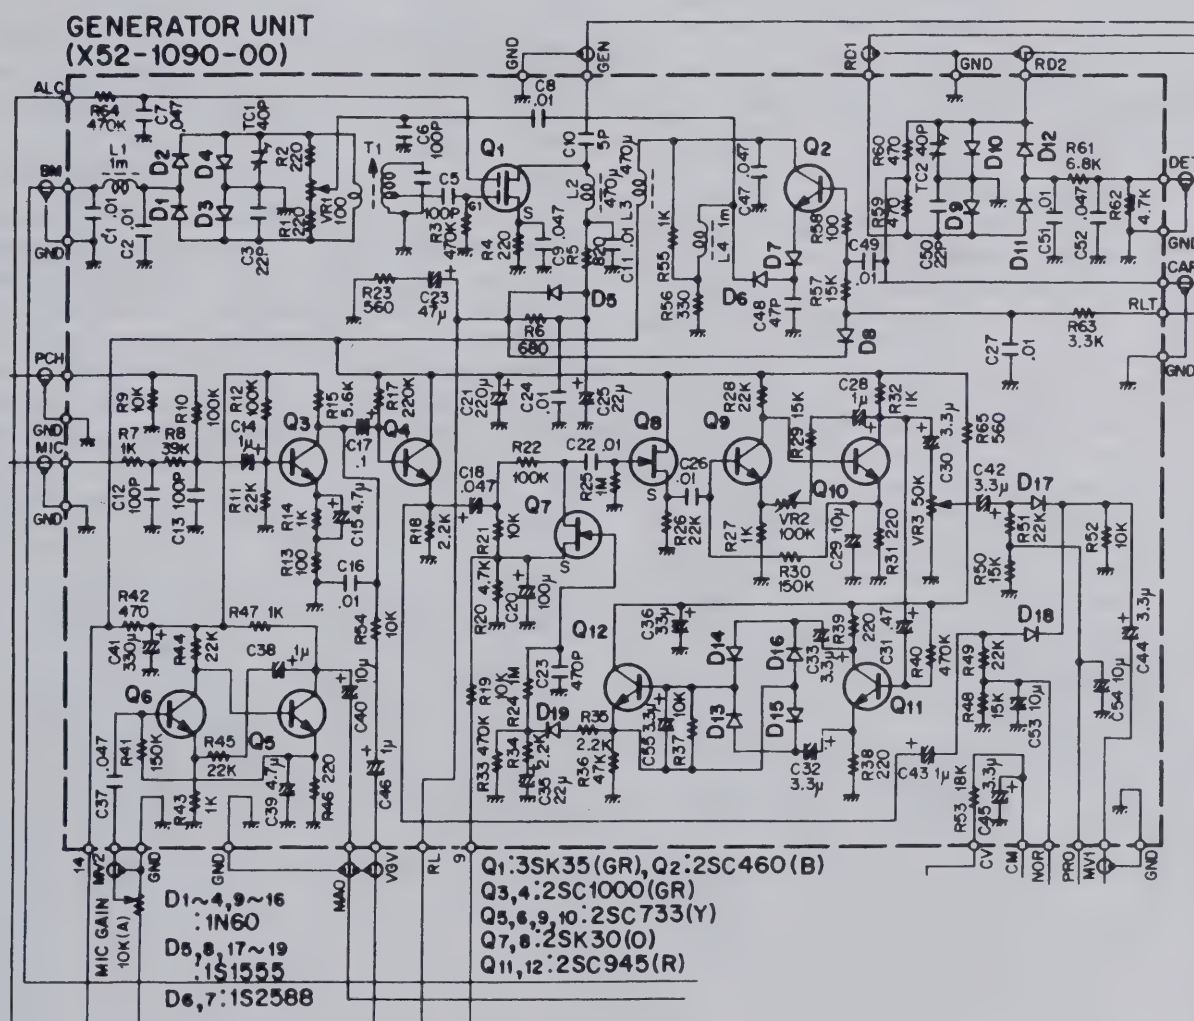 GENERATOR UNIT
(X52-1090-00)
GND
GEN
RD1
GND
RD2
ALC
R64
470K
C7
.047
C8
.01
L1
1m
D2
D4
TC1
40P
R2
220
VR1
100
T1
C6
100P
C5
100P
G1
Q1
C10
5P
L2
470μ
L3
470μ
C47
.047
Q2
R60
470
TC2 40P
D10
D12
R61
6.8K
DET
BM
C1
.01
C2
.01
D1
D3
C3
22P
R1
220
R3
470K
R4
220
S
C9
.047
R5
820
C11
.01
R55
1K
L4 1m
D7
R58
100
C49
.01
R59
470
C50
22P
D9
D11
C51
.01
C52
.047
R62
4.7K
GND
GND
CAR
R23
560
C23
47μ
D5
R6
680
R56
330
D6
C48
47P
R57
15K
D8
C27
.01
R63
3.3K
RLT
GND
PCH
R9
10K
R10
100K
R12
100K
R15
5.6K
R17
220K
C21
220μ
C24
.01
C25
22μ
R28
22K
R29 15K
C28
1μ
R32
1K
3.3μ
C30
R65
560
GND
MIC
R7
1K
R8
39K
C14
1μ
Q3
C17
.1
Q4
Q8
Q9
C12
100P
C13
100P
R11
22K
R14
1K
C15 4.7μ
R18
2.2K
C18
.047
R22
100K
C22 .01
R25
1M
S
C26
.01
Q10
VR3 50K
C42
3.3μ
D17
GND
R13
100
C16
.01
R21
10K
Q7
S
R26
22K
R27
1K
VR2
100K
C29 10μ
R31 220
R51
22K
R52
10K
R50
15K
R30
150K
R42
470
C41
330μ
R44
22K
R47 1K
C38
1μ
R54
10K
R20
4.7K
C20
100μ
Q12
C36
33μ
D14
D16
C33
3.3μ
R39
220
C31
.47
R40
470K
D18
R49
22K
3.3μ
C44
Q6
Q5
10μ
C40
R19
10K
R24
1M
C23
470P
D19
R35
2.2K
C55 3.3μ
R37
10K
D13
D15
Q11
R48
15K
C53 10μ
C54 10μ
C37
.047
R41
150K
R43
1K
R45
22K
C39 4.7μ
R46 220
C46
1μ
R33 470K
R34
2.2K
C35
22μ
R36
47K
C32
3.3μ
R38
220
C43 1μ
R53 18K
C45
3.3μ
14
MV2
GND
GND
MAO
VGV
RL
9
CV
CM
NOR
PRO
MV1
GND
MIC GAIN
10K(A)
D1~4,9~16
:1N60
D5,8,17~19
:1S1555
D6,7:1S2588
Q1:3SK35(GR),Q2:2SC460(B)
Q3,4:2SC1000(GR)
Q5,6,9,10:2SC733(Y)
Q7,8:2SK30(O)
Q11,12:2SC945(R)